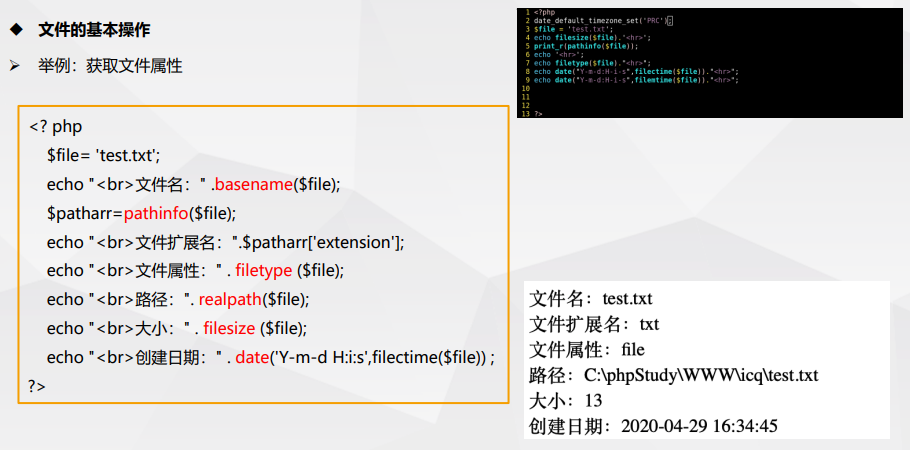 文件的基本操作
举例：获取文件属性
<? php
$file= 'test.txt';
echo "<br>文件名：" .basename($file);
$patharr=pathinfo($file);
echo "<br>文件扩展名：".$patharr['extension'];
echo "<br>文件属性：" . filetype ($file);
echo "<br>路径：". realpath($file);
echo "<br>大小：" . filesize ($file);
echo "<br>创建日期：" . date('Y-m-d H:i:s',filectime($file)) ;
?>
1 <?php
2 date_default_timezone_set('PRC');
3 $file = 'test.txt';
4 echo filesize($file)."<hr>";
5 print_r(pathinfo($file));
6 echo '<hr>';
7 echo filetype($file)."<hr>";
8 echo date("Y-m-d:H-i-s",filectime($file))."<hr>";
9 echo date("Y-m-d:H-i-s",filemtime($file))."<hr>";
10
11
12
13 ?>
文件名：test.txt
文件扩展名：txt
文件属性：file
路径：C:\phpStudy\WWW\icq\test.txt
大小：13
创建日期：2020-04-29 16:34:45